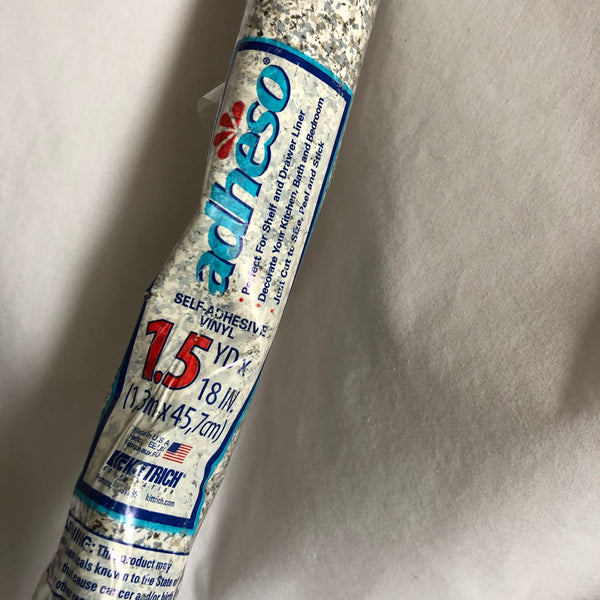 adheso®
• Perfect For Shelf and Drawer Liner
• Decorate Your Kitchen, Bath and Bedroom
• Just Cut to Size, Peel and Stick
SELF-ADHESIVE
VINYL
1.5 YD x
18 IN.
(1,3m x 45,7cm)
Made in U.S.A.
KITTRICH®
kittrich.com
WARNING: This product may
known to the State of
cause cancer and/or birth